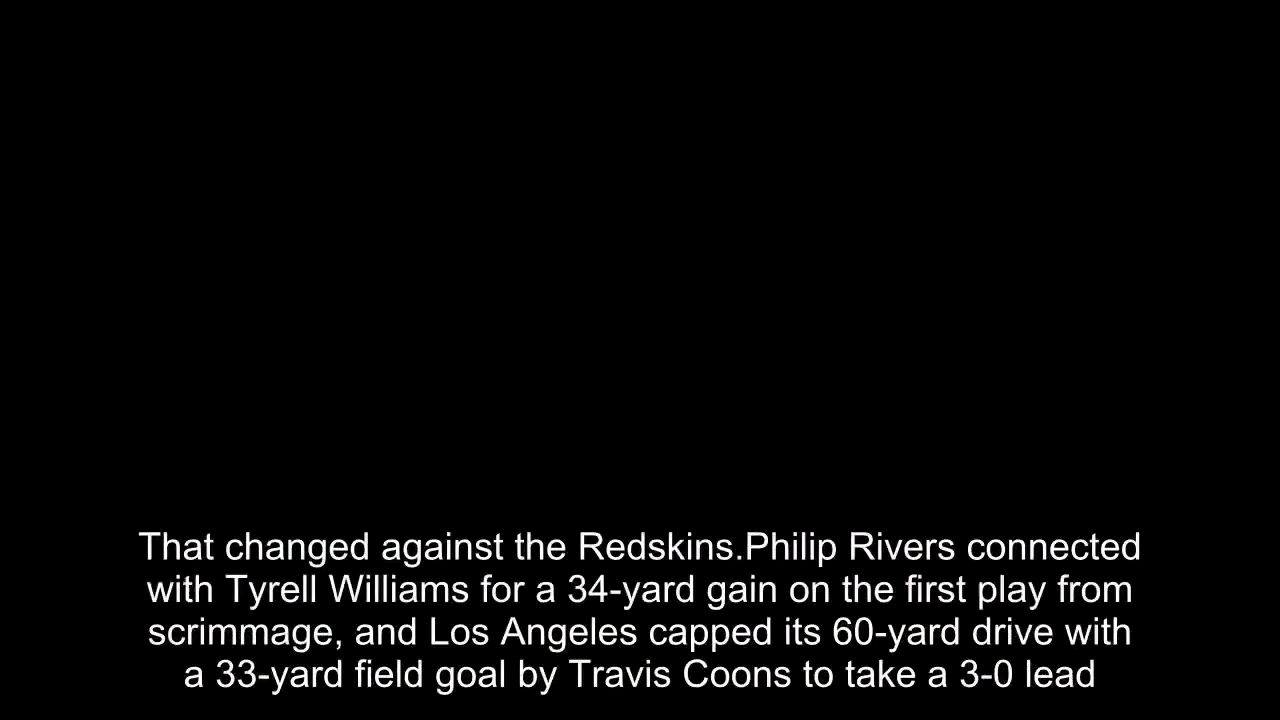 That changed against the Redskins.Philip Rivers connected
with Tyrell Williams for a 34-yard gain on the first play from
scrimmage, and Los Angeles capped its 60-yard drive with
a 33-yard field goal by Travis Coons to take a 3-0 lead